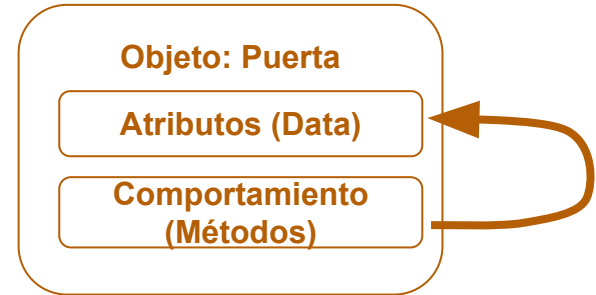 Objeto: Puerta
Atributos (Data)
Comportamiento
(Métodos)